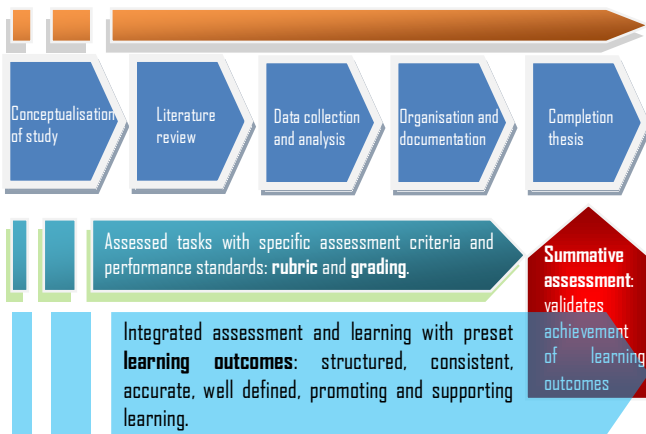 Conceptualisation
of study
Literature
review
Data collection
and analysis
Organisation and
documentation
Completion
thesis
Assessed tasks with specific assessment criteria and
performance standards: rubric and grading.
Summative
assessment:
validates
achievement
of learning
outcomes
Integrated assessment and learning with preset
learning outcomes: structured, consistent,
accurate, well defined, promoting and supporting
learning.